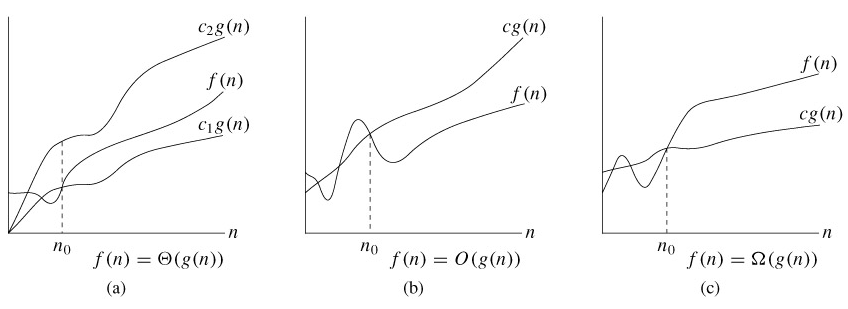 c₂g(n)
f(n)
c₁g(n)
n
n₀
f(n) = Θ(g(n))
(a)
cg(n)
f(n)
n
n₀
f(n) = O(g(n))
(b)
f(n)
cg(n)
n
n₀
f(n) = Ω(g(n))
(c)